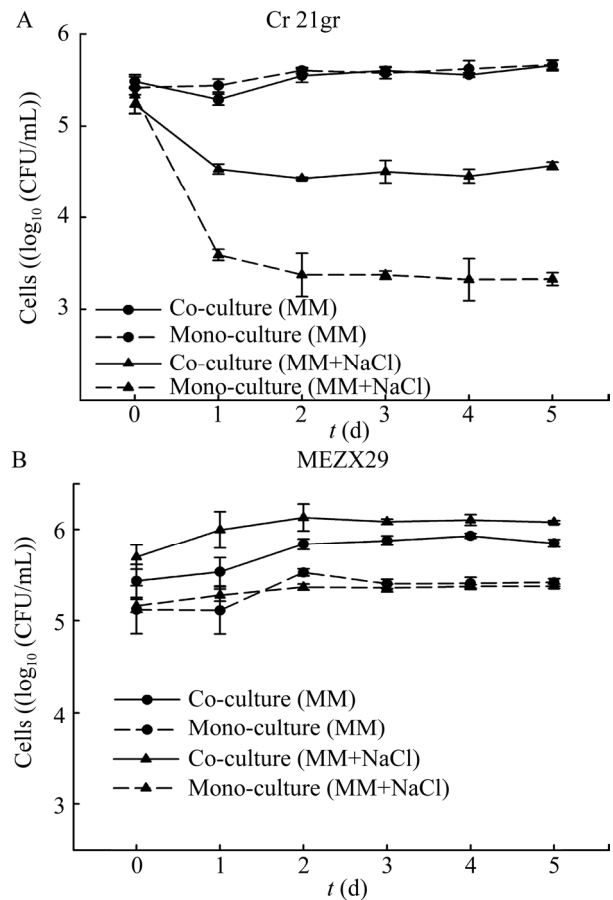 A
Cr 21gr
6
5
4
3
Cells ((log₁₀ (CFU/mL))
Co-culture (MM)
Mono-culture (MM)
Co-culture (MM+NaCl)
Mono-culture (MM+NaCl)
0 1 2 3 4 5
t (d)
B
MEZX29
6
5
4
3
Cells ((log₁₀ (CFU/mL))
Co-culture (MM)
Mono-culture (MM)
Co-culture (MM+NaCl)
Mono-culture (MM+NaCl)
0 1 2 3 4 5
t (d)